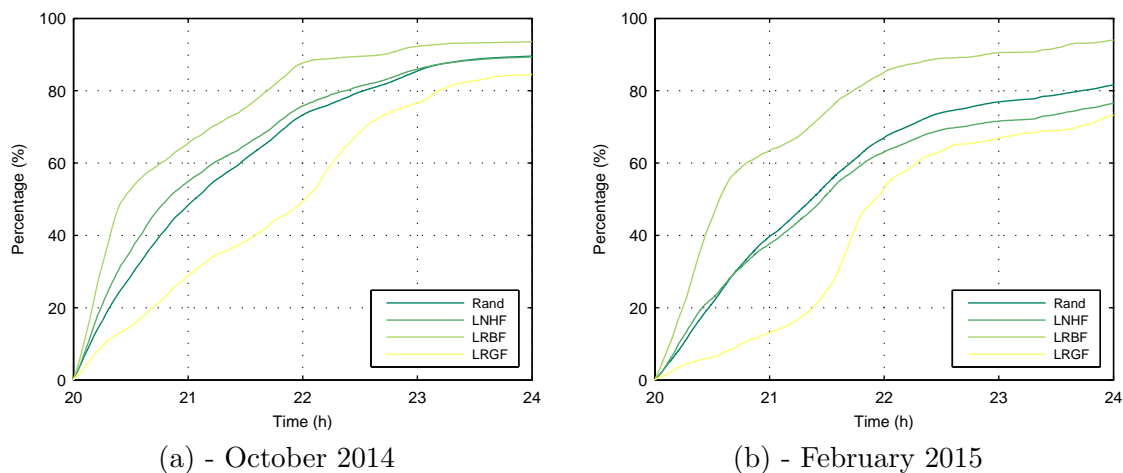 100
80
60
40
20
0
Percentage (%)
20
21
22
23
24
Time (h)
Rand
LNHF
LRBF
LRGF
(a) - October 2014
100
80
60
40
20
0
Percentage (%)
20
21
22
23
24
Time (h)
Rand
LNHF
LRBF
LRGF
(b) - February 2015